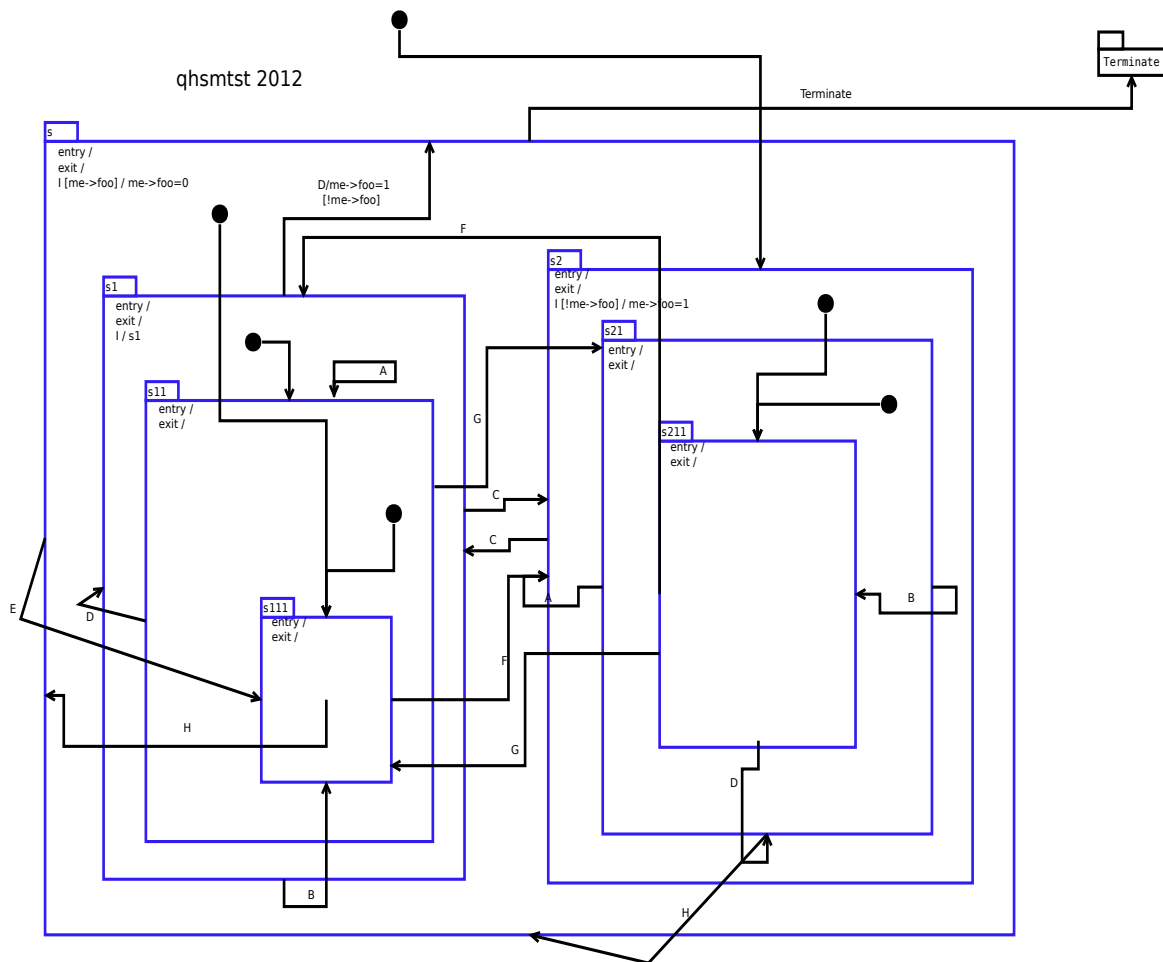 Terminate
qhsmtst 2012
Terminate
s
entry /
exit /
I [me->foo] / me->foo=0
D/me->foo=1
[!me->foo]
F
s2
entry /
exit /
I [!me->foo] / me->foo=1
s1
entry /
exit /
I / s1
s21
entry /
exit /
A
s11
entry /
exit /
G
s211
entry /
exit /
C
C
A
B
E
D
s111
entry /
exit /
F
H
G
D
B
H